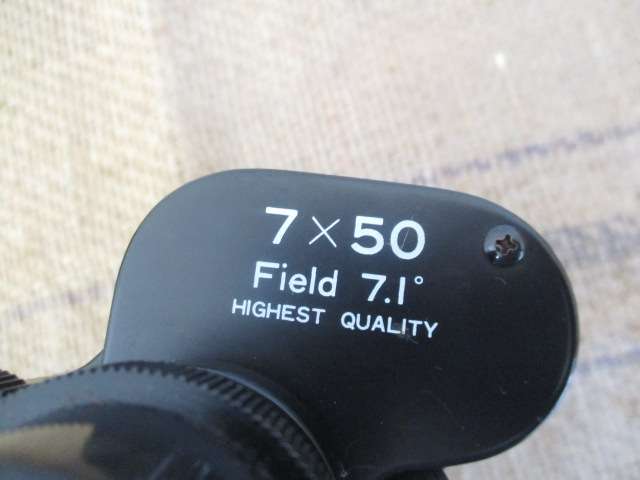 7×50
Field 7.1°
HIGHEST QUALITY